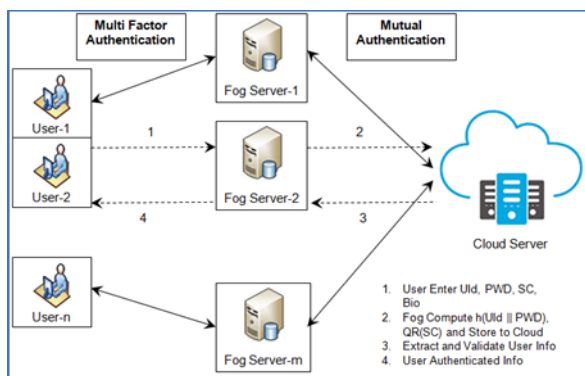 Multi Factor
Authentication
Mutual
Authentication
Fog Server-1
User-1
1
2
User-2
Fog Server-2
4
3
Cloud Server
User-n
Fog Server-m
1. User Enter UId, PWD, SC,
Bio
2. Fog Compute h(UId || PWD),
QR(SC) and Store to Cloud
3. Extract and Validate User Info
4. User Authenticated Info